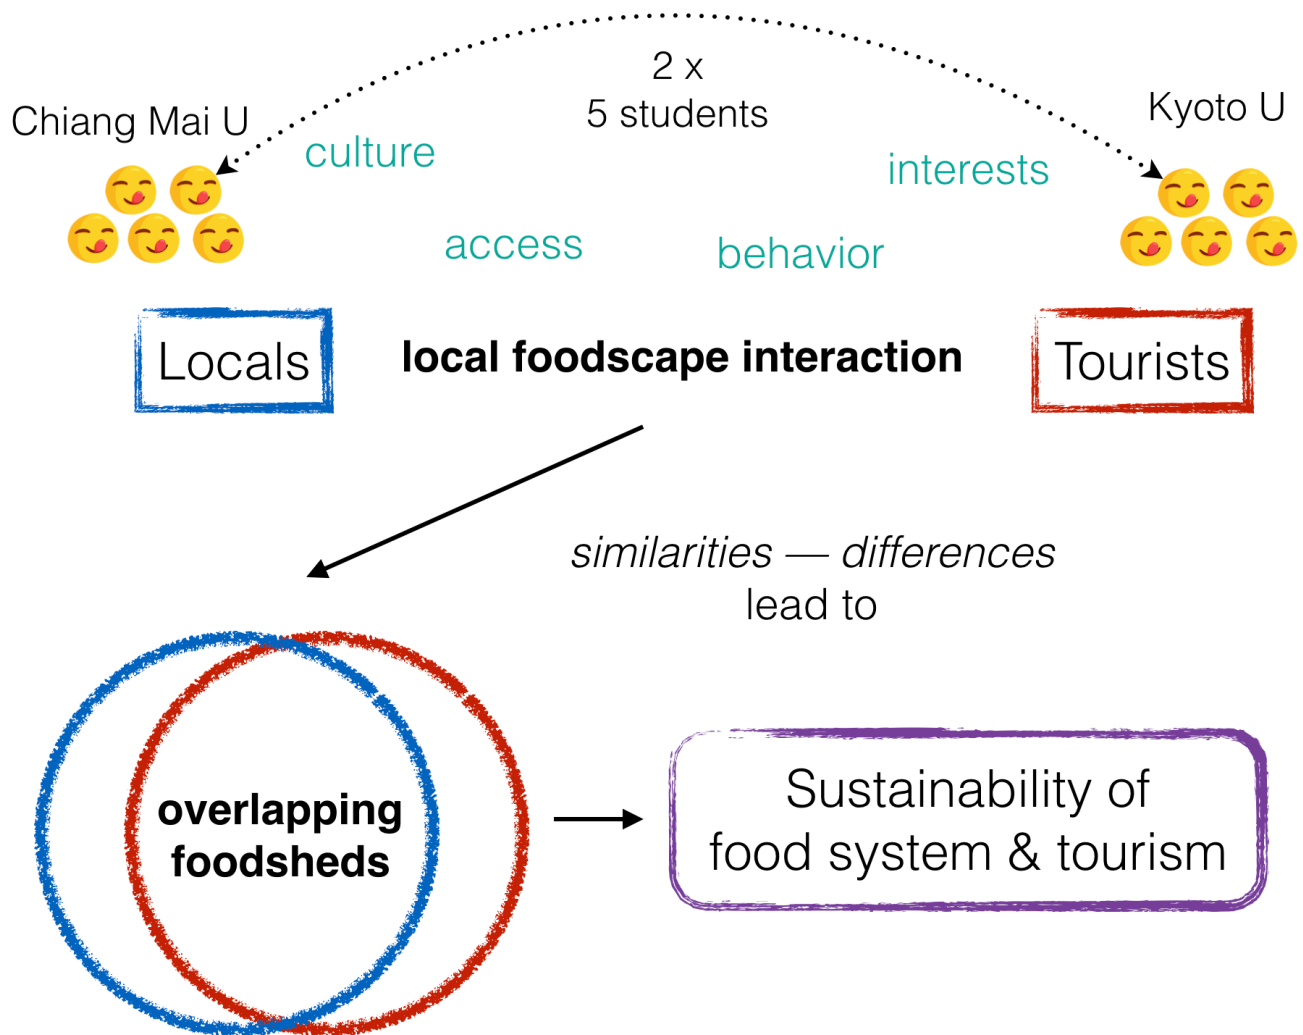 2 x
5 students
Chiang Mai U
Kyoto U
culture
interests
access
behavior
Locals
local foodscape interaction
Tourists
similarities — differences
lead to
overlapping
foodsheds
Sustainability of
food system & tourism